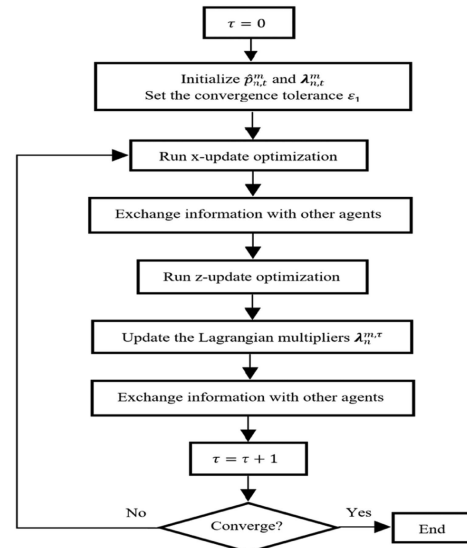 τ = 0
Initialize p̂ₙ,ₜᵐ and λₙ,ₜᵐ
Set the convergence tolerance ε₁
Run x-update optimization
Exchange information with other agents
Run z-update optimization
Update the Lagrangian multipliers λₙᵐ,τ
Exchange information with other agents
τ = τ + 1
No
Converge?
Yes
End